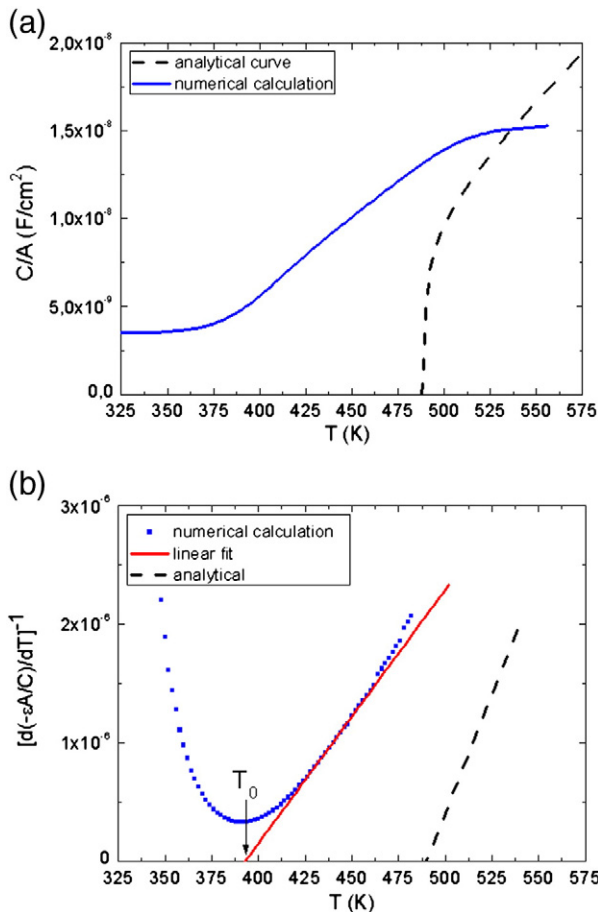 (a)
2,0x10⁻⁸
1,5x10⁻⁸
1,0x10⁻⁸
5,0x10⁻⁹
0,0
C/A (F/cm²)
analytical curve
numerical calculation
325 350 375 400 425 450 475 500 525 550 575
T (K)
(b)
3x10⁻⁶
2x10⁻⁶
1x10⁻⁶
0
[d(-εA/C)/dT]⁻¹
numerical calculation
linear fit
analytical
T₀
325 350 375 400 425 450 475 500 525 550 575
T (K)